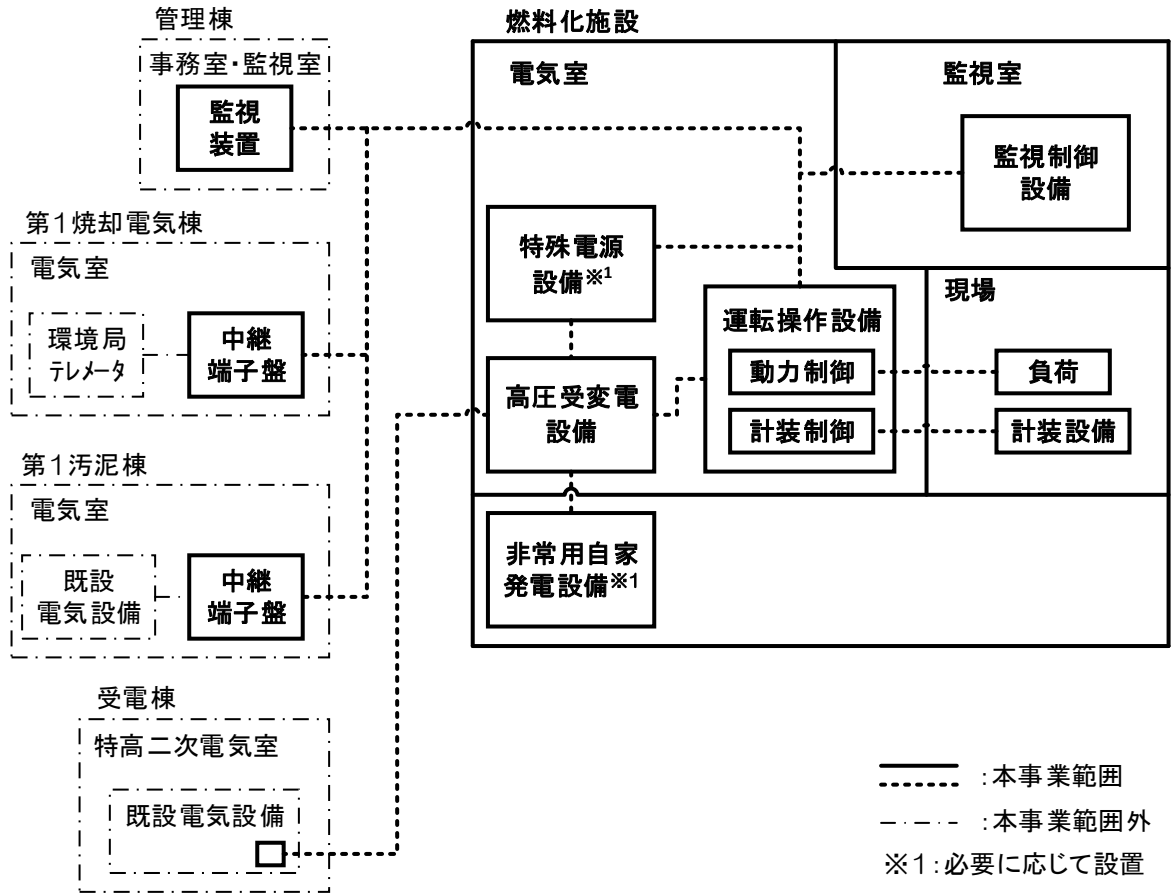 管理棟
事務室・監視室
監視
装置
第1焼却電気棟
電気室
環境局
テレメータ
中継
端子盤
第1汚泥棟
電気室
既設
電気設備
中継
端子盤
受電棟
特高二次電気室
既設電気設備
燃料化施設
電気室
監視室
監視制御
設備
特殊電源
設備※1
現場
運転操作設備
動力制御
負荷
高圧受変電
設備
計装制御
計装設備
非常用自家
発電設備※1
:本事業範囲
:本事業範囲外
※1:必要に応じて設置